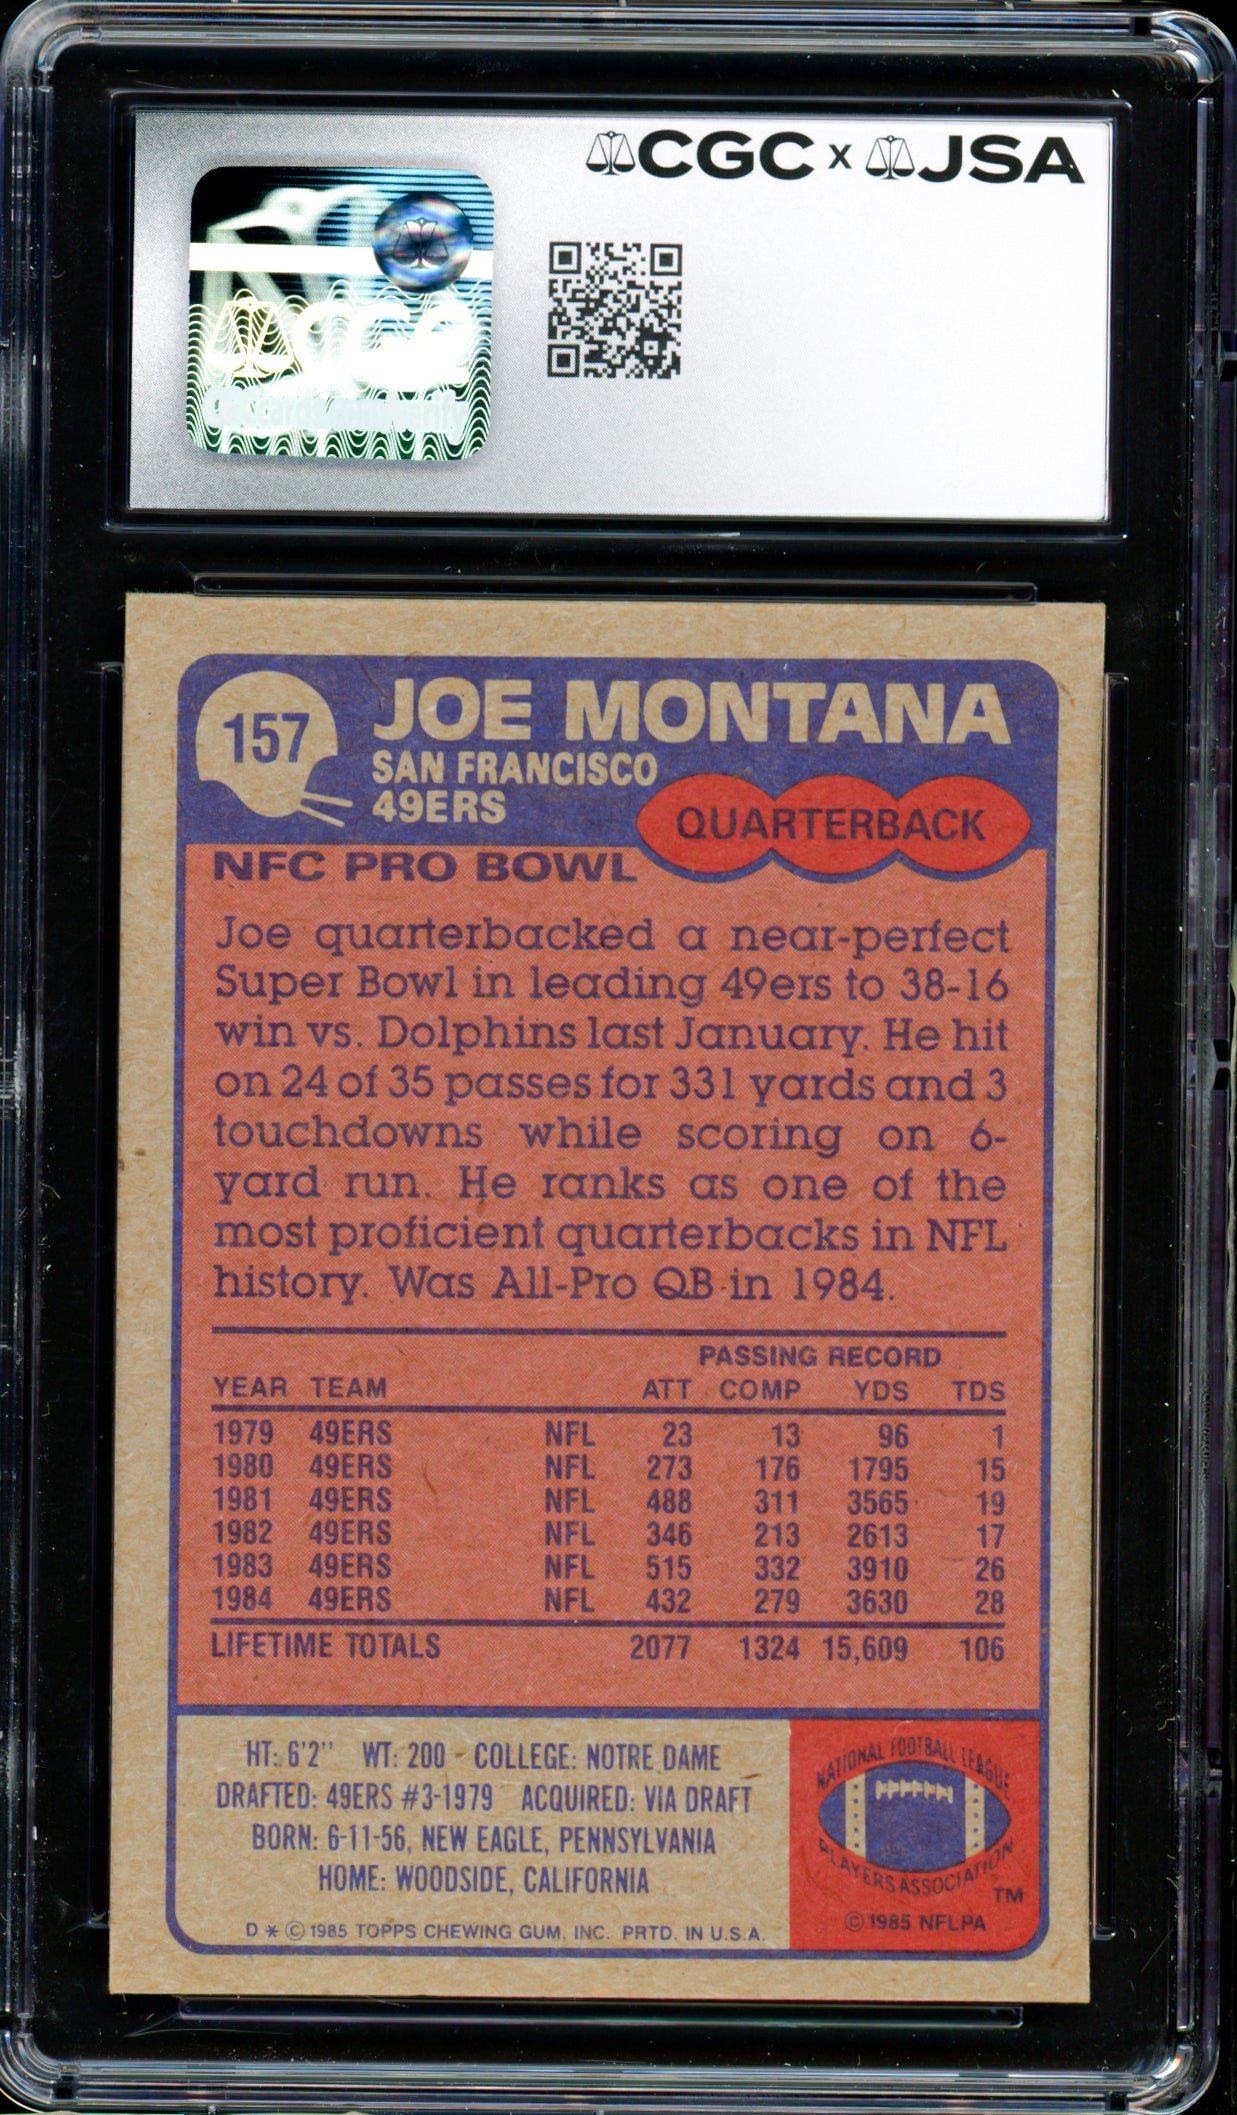 CGC x JSA
CGC
157
JOE MONTANA
SAN FRANCISCO
49ERS
QUARTERBACK
NFC PRO BOWL
Joe quarterbacked a near-perfect
Super Bowl in leading 49ers to 38-16
win vs. Dolphins last January. He hit
on 24 of 35 passes for 331 yards and 3
touchdowns while scoring on 6-
yard run. He ranks as one of the
most proficient quarterbacks in NFL
history. Was All-Pro QB in 1984.
PASSING RECORD
YEAR TEAM ATT COMP YDS TDS
1979 49ERS NFL 23 13 96 1
1980 49ERS NFL 273 176 1795 15
1981 49ERS NFL 488 311 3565 19
1982 49ERS NFL 346 213 2613 17
1983 49ERS NFL 515 332 3910 26
1984 49ERS NFL 432 279 3630 28
LIFETIME TOTALS 2077 1324 15,609 106
HT: 6'2" WT: 200 COLLEGE: NOTRE DAME
DRAFTED: 49ERS #3-1979 ACQUIRED: VIA DRAFT
BORN: 6-11-56, NEW EAGLE, PENNSYLVANIA
HOME: WOODSIDE, CALIFORNIA
D * © 1985 TOPPS CHEWING GUM, INC. PRTD. IN U.S.A.
NATIONAL FOOTBALL LEAGUE
PLAYERS ASSOCIATION
TM
© 1985 NFLPA